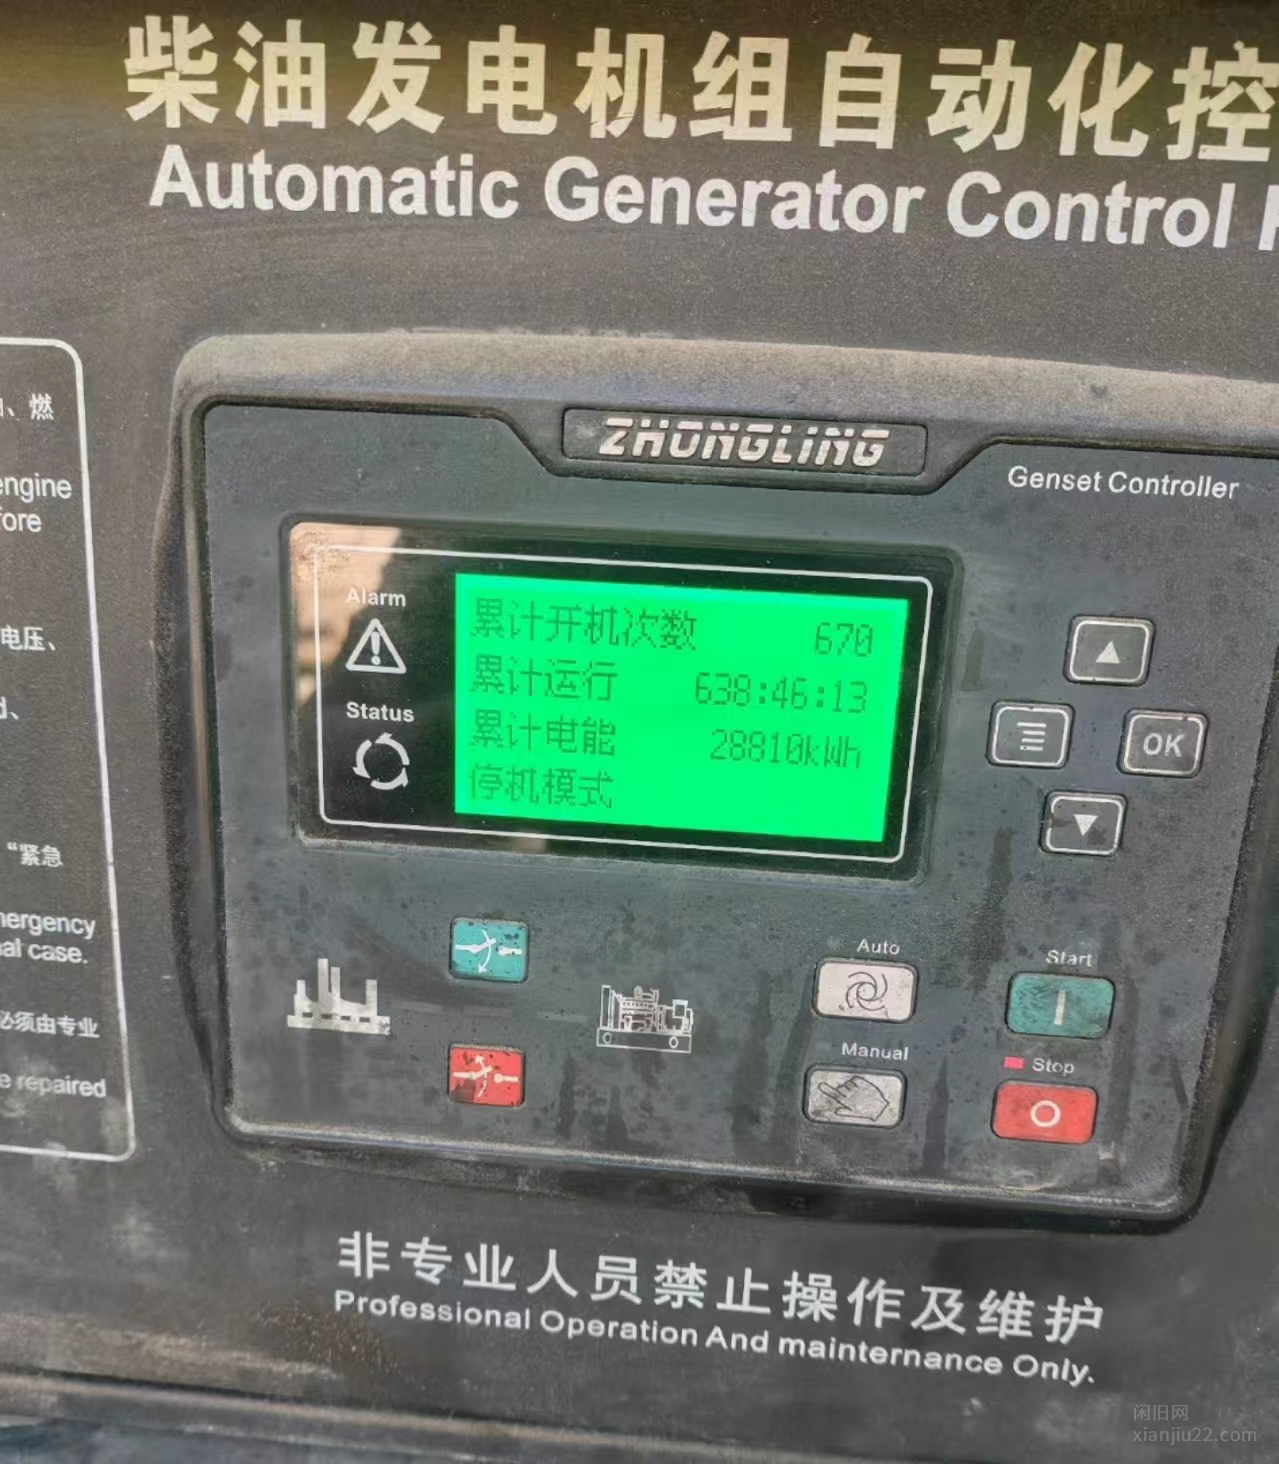 柴油发电机组自动化控
Automatic Generator Control P
、燃
engine
fore
电压、
、
“紧急
mergency
al case.
必须由专业
e repaired
ZHONGLING
Genset Controller
Alarm
Status
累计开机次数 670
累计运行 638:46:13
累计电能 28810kWh
停机模式
OK
Auto
Start
Manual
Stop
非专业人员禁止操作及维护
Professional Operation And mainternance Only.
闲旧网
xianjiu22.com